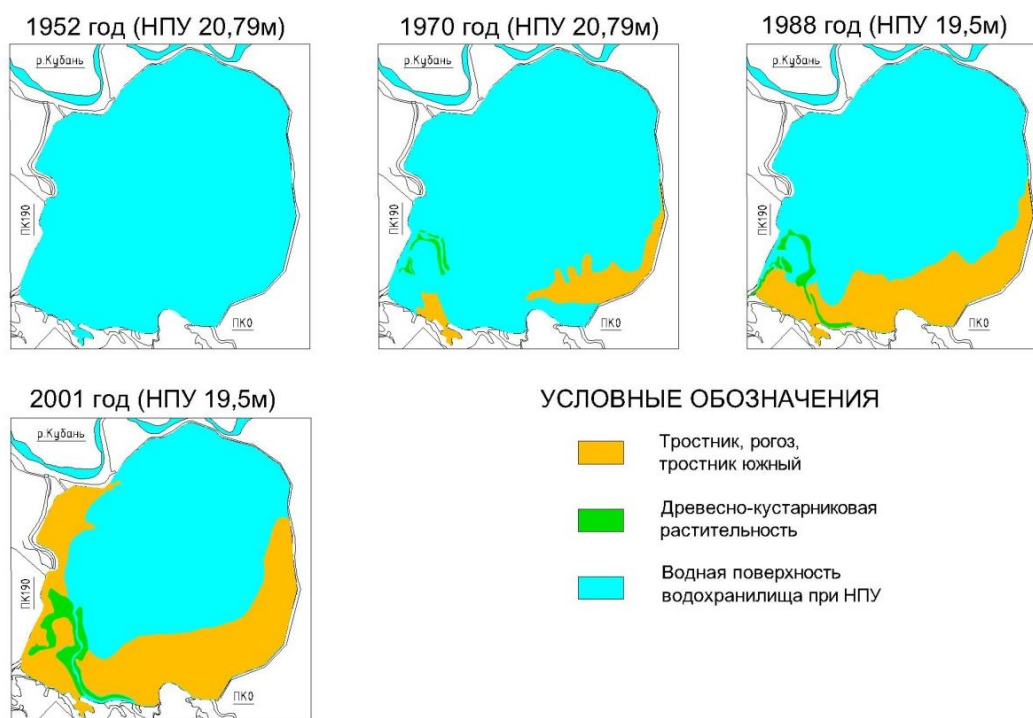 1952 год (НПУ 20,79м)
р.Кубань
ПК190
ПК0
1970 год (НПУ 20,79м)
р.Кубань
ПК190
ПК0
1988 год (НПУ 19,5м)
р.Кубань
ПК190
ПК0
2001 год (НПУ 19,5м)
р.Кубань
ПК190
ПК0
УСЛОВНЫЕ ОБОЗНАЧЕНИЯ
Тростник, рогоз,
тростник южный
Древесно-кустарниковая
растительность
Водная поверхность
водохранилища при НПУ